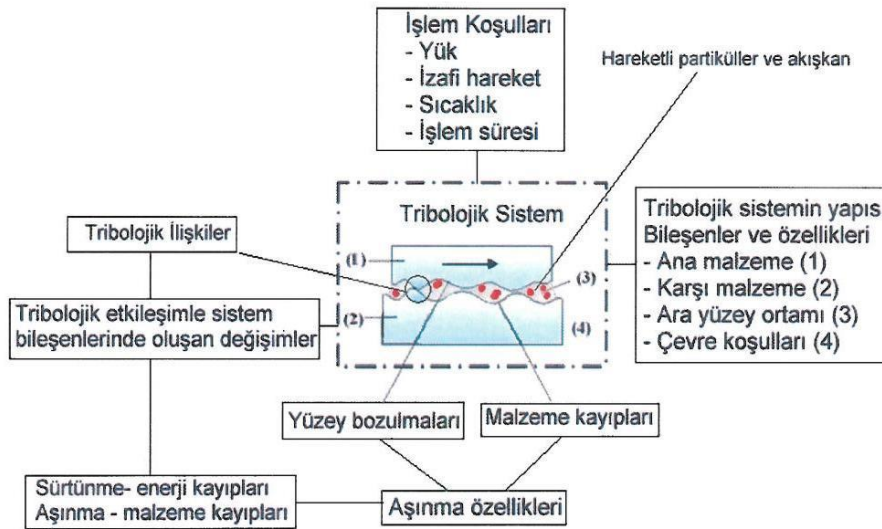 İşlem Koşulları
- Yük
- İzafi hareket
- Sıcaklık
- İşlem süresi
Hareketli partiküller ve akışkan
Tribolojik Sistem
(1)
(2)
(3)
(4)
Tribolojik sistemin yapıs
Bileşenler ve özellikleri
- Ana malzeme (1)
- Karşı malzeme (2)
- Ara yüzey ortamı (3)
- Çevre koşulları (4)
Tribolojik İlişkiler
Tribolojik etkileşimle sistem
bileşenlerinde oluşan değişimler
Yüzey bozulmaları
Malzeme kayıpları
Sürtünme- enerji kayıpları
Aşınma - malzeme kayıpları
Aşınma özellikleri